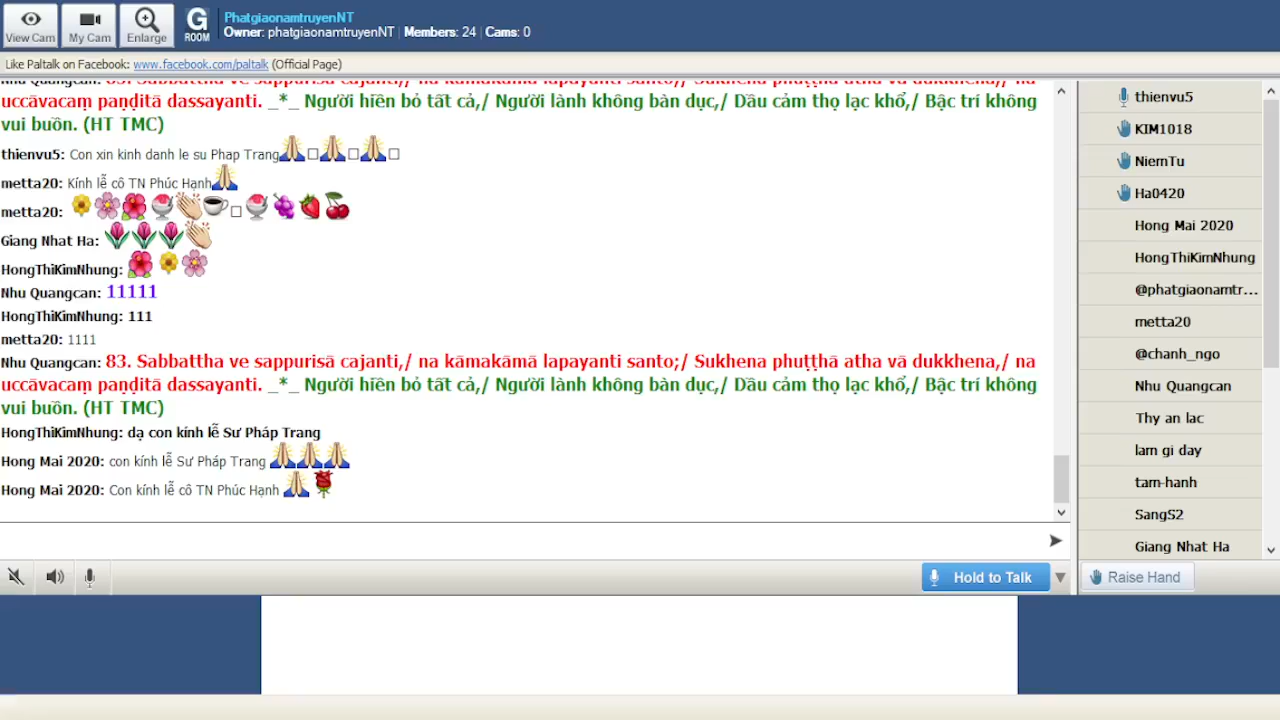 View Cam
My Cam
Enlarge
G
ROOM
PhatgiaonamtruyenNT
Owner: phatgiaonamtruyenNT | Members: 24 | Cams: 0
Like Paltalk on Facebook: www.facebook.com/paltalk (Official Page)
Nhu Quangcan: 83. Sabbattha ve sappurisā cajanti,/ na kāmakāmā lapayanti santo;/ Sukhena phuṭṭhā atha vā dukkhena,/ na
uccāvacaṃ paṇḍitā dassayanti. _*_ Người hiền bỏ tất cả,/ Người lành không bàn dục,/ Dầu cảm thọ lạc khổ,/ Bậc trí không
vui buồn. (HT TMC)
thienvu5: Con xin kinh danh le su Phap Trang🙏□🙏□🙏□
metta20: Kính lễ cô TN Phúc Hạnh🙏
metta20: 🌼🌸🌺🍧👏☕□🍧🍇🍓🍒
Giang Nhat Ha: 🌷🌷🌷👏
HongThiKimNhung: 🌺🌼🌸
Nhu Quangcan: 11111
HongThiKimNhung: 111
metta20: 1111
Nhu Quangcan: 83. Sabbattha ve sappurisā cajanti,/ na kāmakāmā lapayanti santo;/ Sukhena phuṭṭhā atha vā dukkhena,/ na
uccāvacaṃ paṇḍitā dassayanti. _*_ Người hiền bỏ tất cả,/ Người lành không bàn dục,/ Dầu cảm thọ lạc khổ,/ Bậc trí không
vui buồn. (HT TMC)
HongThiKimNhung: dạ con kính lễ Sư Pháp Trang
Hong Mai 2020: con kính lễ Sư Pháp Trang 🙏🙏🙏
Hong Mai 2020: Con kính lễ cô TN Phúc Hạnh 🙏🌹
Hold to Talk
thienvu5
KIM1018
NiemTu
Ha0420
Hong Mai 2020
HongThiKimNhung
@phatgiaonamtr...
metta20
@chanh_ngo
Nhu Quangcan
Thy an lac
lam gi day
tam-hanh
SangS2
Giang Nhat Ha
Raise Hand